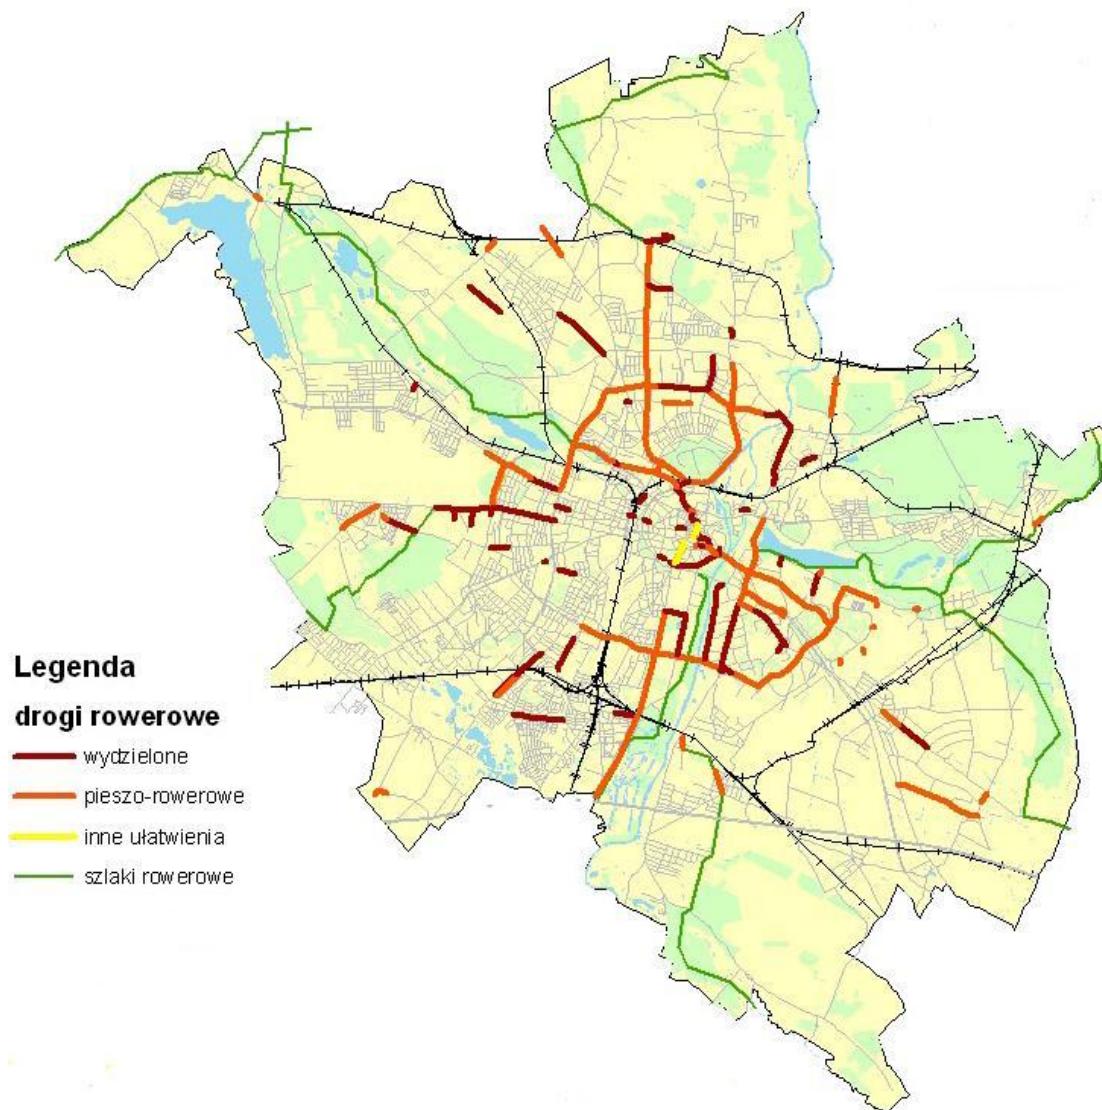 Legenda
drogi rowerowe
wydzielone
pieszo-rowerowe
inne ułatwienia
szlaki rowerowe